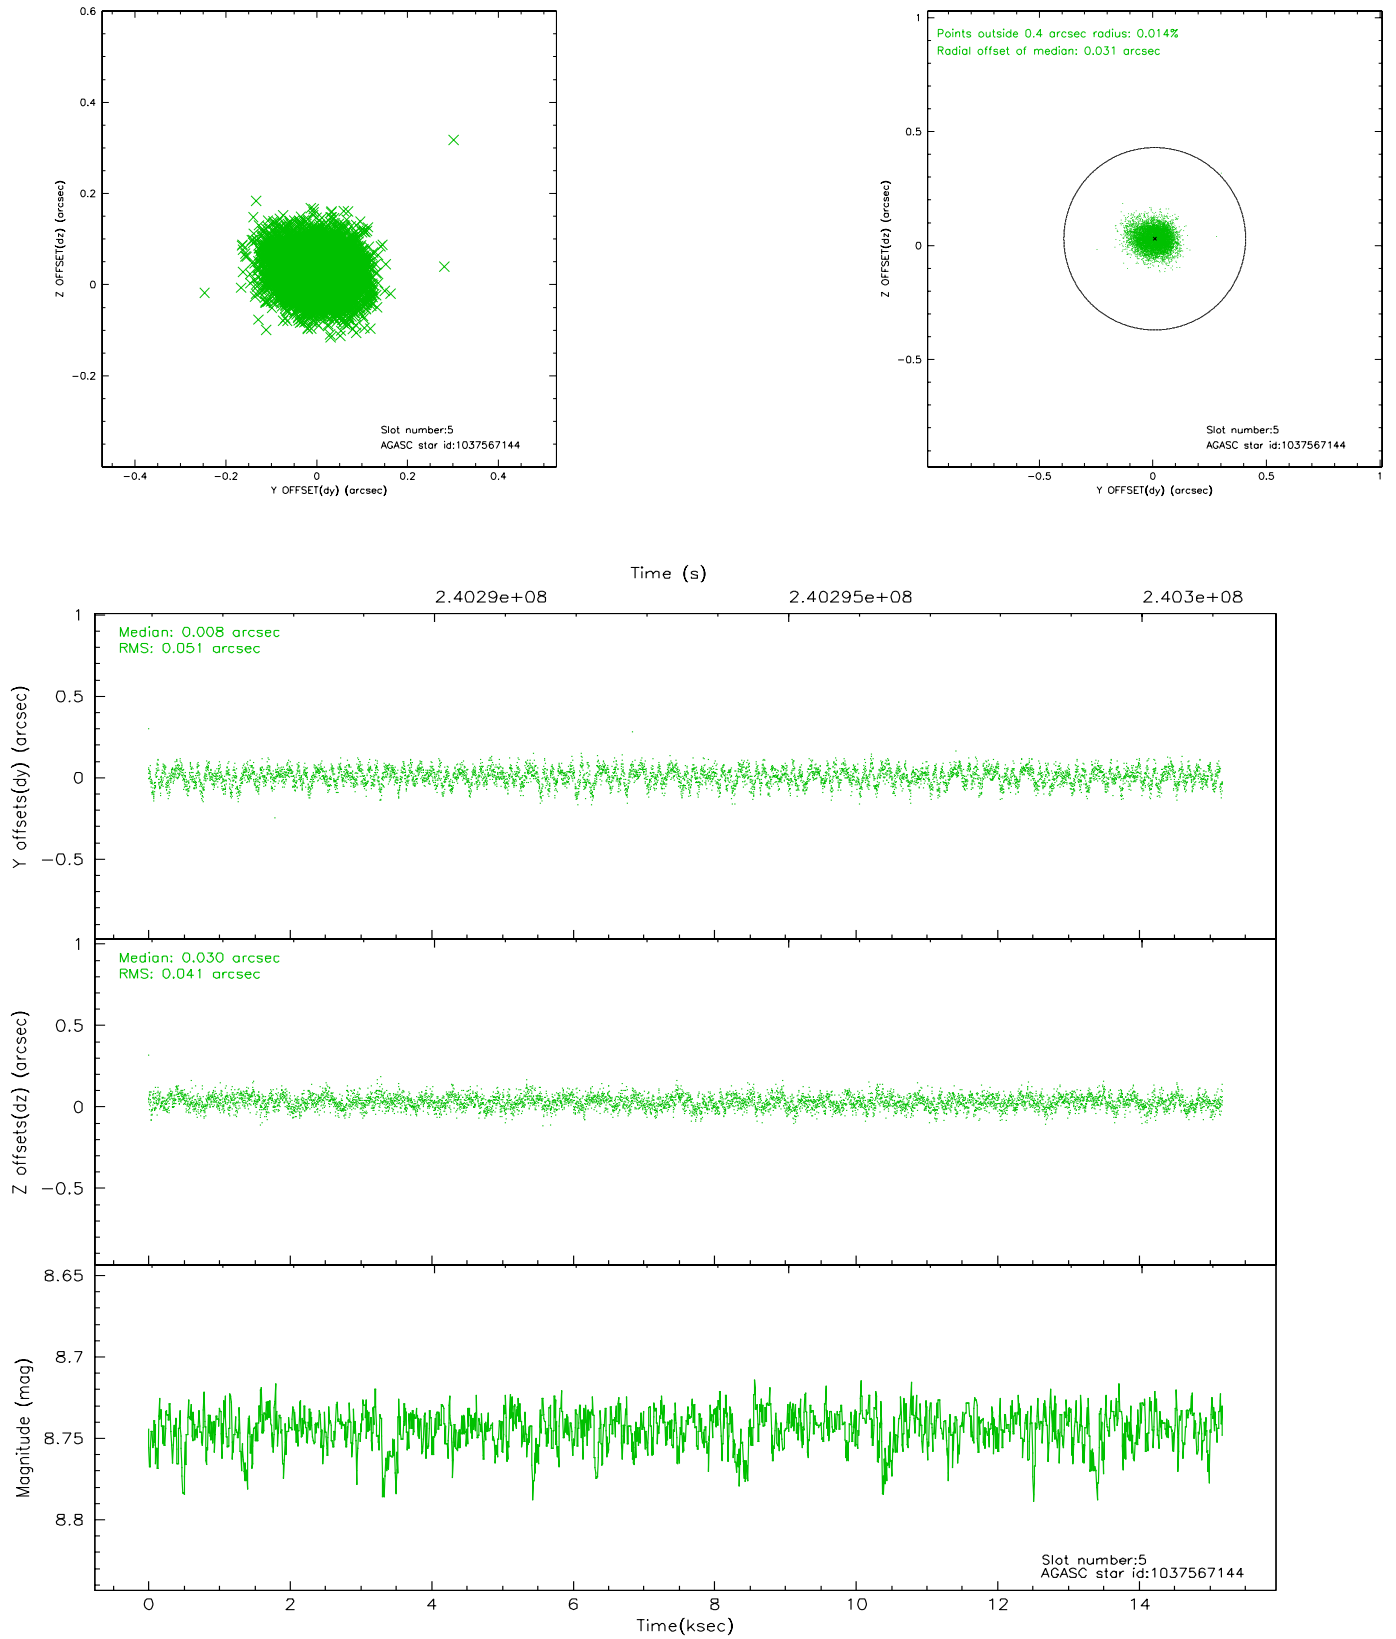 0.6
0.4
0.2
0
−0.2
Z OFFSET(dz) (arcsec)
Slot number:5
AGASC star id:1037567144
−0.4 −0.2 0 0.2 0.4
Y OFFSET(dy) (arcsec)
1
0.5
0
−0.5
Z OFFSET(dz) (arcsec)
Points outside 0.4 arcsec radius: 0.014%
Radial offset of median: 0.031 arcsec
Slot number:5
AGASC star id:1037567144
−0.5 0 0.5 1
Y OFFSET(dy) (arcsec)
Time (s)
2.4029e+08 2.40295e+08 2.403e+08
1
0.5
0
−0.5
Y offsets(dy) (arcsec)
Median: 0.008 arcsec
RMS: 0.051 arcsec
1
0.5
0
−0.5
Z offsets(dz) (arcsec)
Median: 0.030 arcsec
RMS: 0.041 arcsec
8.65
8.7
8.75
8.8
Magnitude (mag)
Slot number:5
AGASC star id:1037567144
0 2 4 6 8 10 12 14
Time(ksec)